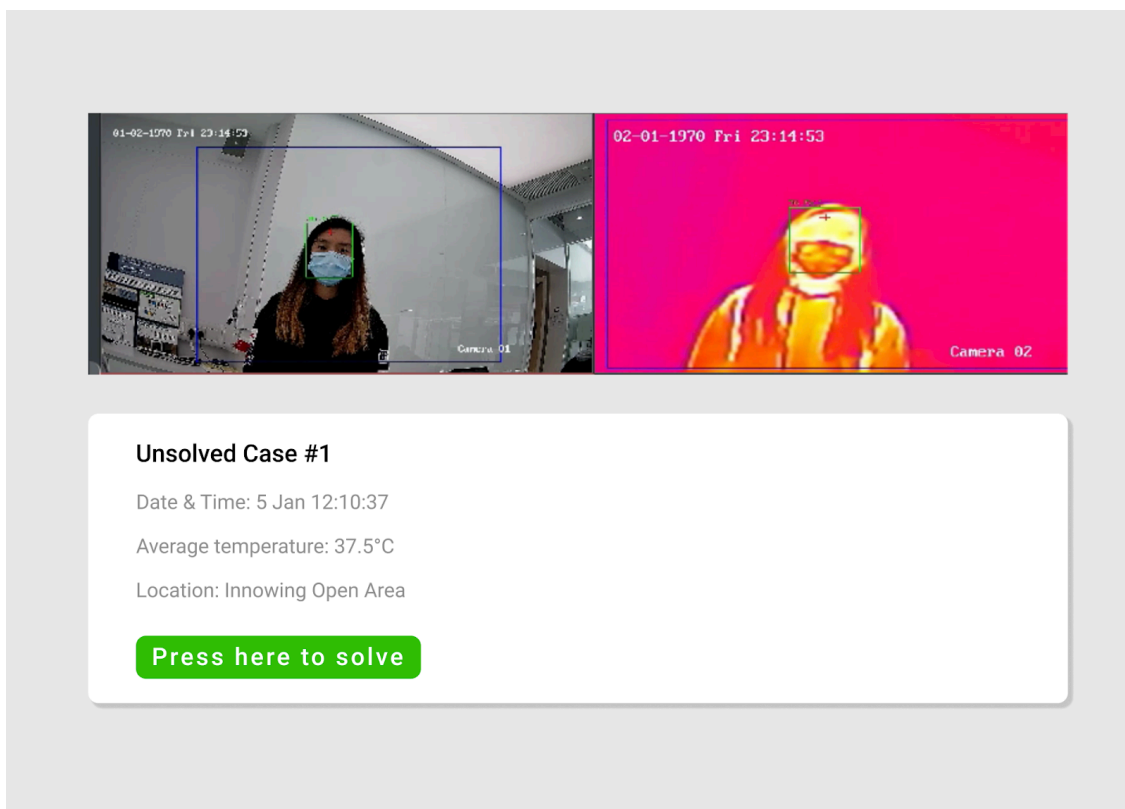 01-02-1970 Fri 23:14:53
02-01-1970 Fri 23:14:53
Camera 01
Camera 02
Unsolved Case #1
Date & Time: 5 Jan 12:10:37
Average temperature: 37.5°C
Location: Innowing Open Area
Press here to solve